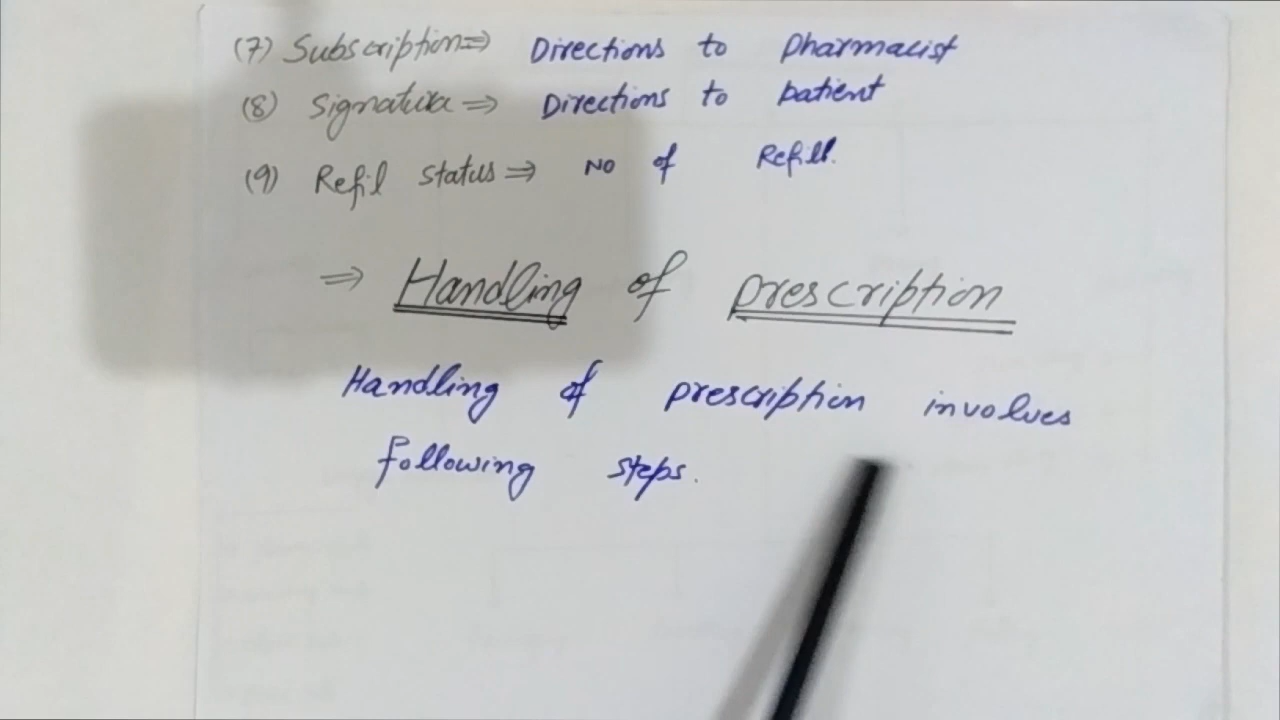 (7) Subscription ⇒ Directions to Pharmacist
(8) Signatura ⇒ Directions to patient
(9) Refil status ⇒ No of Refill.
⇒ Handling of prescription
Handling of prescription involves
following steps.